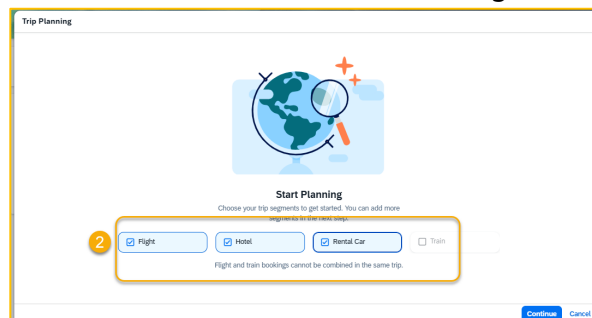 Trip Planning
Start Planning
Choose your trip segments to get started. You can add more
segments in the next step.
2
Flight
Hotel
Rental Car
Train
Flight and train bookings cannot be combined in the same trip.
Continue
Cancel